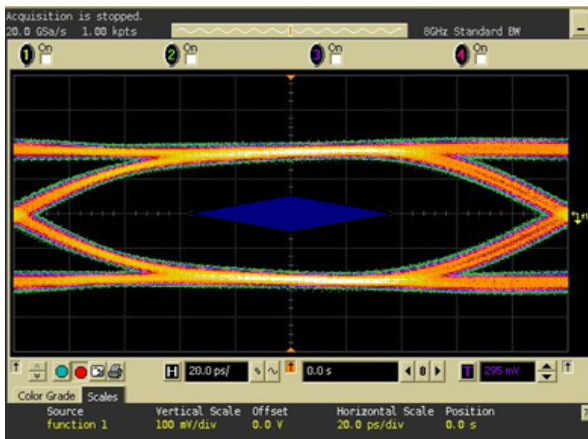 Acquisition is stopped.
20.0 GSa/s 1.00 kpts
8GHz Standard BW
1 On 2 On 3 On 4 On
H 20.0 ps/ 0.0 s 0 T 295 mV
Color Grade Scales
Source Vertical Scale Offset Horizontal Scale Position
function 1 100 mV/div 0.0 V 20.0 ps/div 0.0 s
?